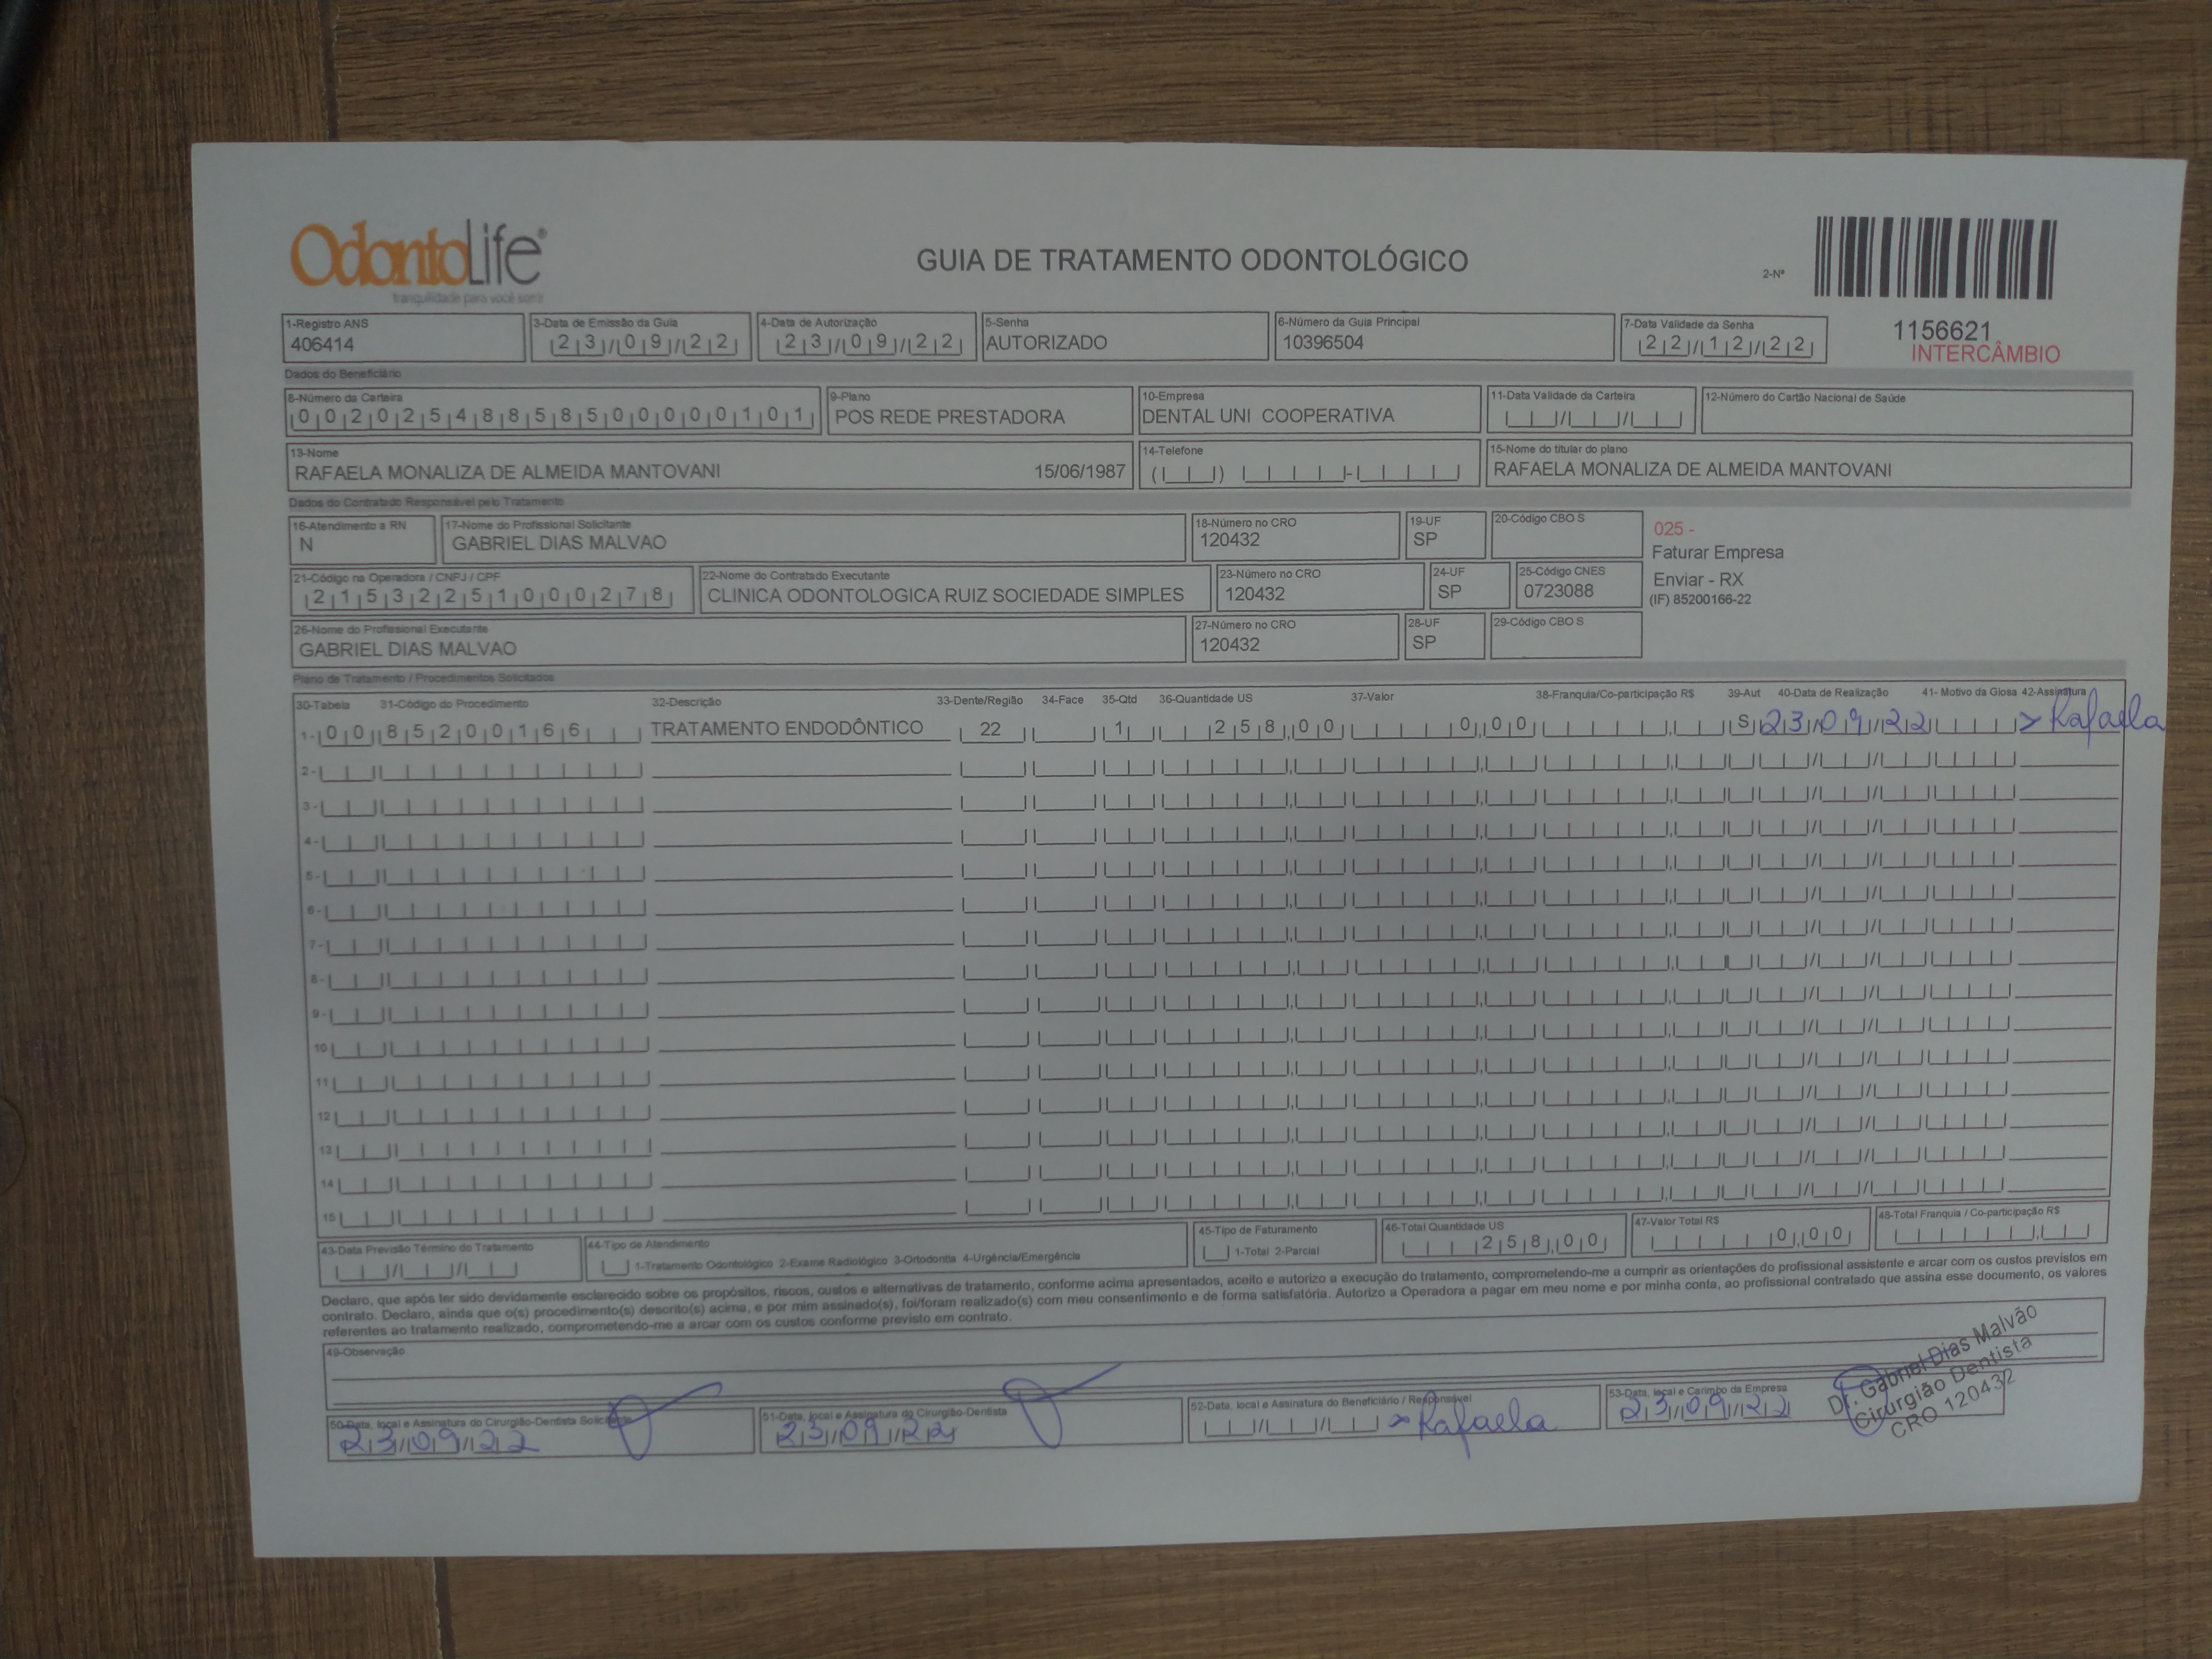 OdontoLife®
tranquilidade para você sorrir
GUIA DE TRATAMENTO ODONTOLÓGICO
2-Nº
1156621
INTERCÂMBIO
1-Registro ANS
406414
3-Data de Emissão da Guia
23/09/22
4-Data de Autorização
23/09/22
5-Senha
AUTORIZADO
6-Número da Guia Principal
10396504
7-Data Validade da Senha
22/12/22
Dados do Beneficiário
8-Número da Carteira
00202548858500000101
9-Plano
POS REDE PRESTADORA
10-Empresa
DENTAL UNI COOPERATIVA
11-Data Validade da Carteira
12-Número do Cartão Nacional de Saúde
13-Nome
RAFAELA MONALIZA DE ALMEIDA MANTOVANI 15/06/1987
14-Telefone
15-Nome do titular do plano
RAFAELA MONALIZA DE ALMEIDA MANTOVANI
Dados do Contratado Responsável pelo Tratamento
16-Atendimento a RN
N
17-Nome do Profissional Solicitante
GABRIEL DIAS MALVAO
18-Número no CRO
120432
19-UF
SP
20-Código CBO S
025 -
Faturar Empresa
Enviar - RX
(IF) 85200166-22
21-Código na Operadora / CNPJ / CPF
21532251000278
22-Nome do Contratado Executante
CLINICA ODONTOLOGICA RUIZ SOCIEDADE SIMPLES
23-Número no CRO
120432
24-UF
SP
25-Código CNES
0723088
26-Nome do Profissional Executante
GABRIEL DIAS MALVAO
27-Número no CRO
120432
28-UF
SP
29-Código CBO S
Plano de Tratamento / Procedimentos Solicitados
30-Tabela 31-Código do Procedimento 32-Descrição 33-Dente/Região 34-Face 35-Qtd 36-Quantidade US 37-Valor 38-Franquia/Co-participação R$ 39-Aut 40-Data de Realização 41- Motivo da Glosa 42-Assinatura
1- 00 85200166 TRATAMENTO ENDODÔNTICO 22 1 258,00 0,00 S 23/09/22 > Rafaela
2-
3-
4-
5-
6-
7-
8-
9-
10
11
12
13
14
15
43-Data Previsão Término do Tratamento
44-Tipo de Atendimento
1-Tratamento Odontológico 2-Exame Radiológico 3-Ortodontia 4-Urgência/Emergência
45-Tipo de Faturamento
1-Total 2-Parcial
46-Total Quantidade US
258,00
47-Valor Total R$
0,00
48-Total Franquia / Co-participação R$
Declaro, que após ter sido devidamente esclarecido sobre os propósitos, riscos, custos e alternativas de tratamento, conforme acima apresentados, aceito e autorizo a execução do tratamento, comprometendo-me a cumprir as orientações do profissional assistente e arcar com os custos previstos em
contrato. Declaro, ainda que o(s) procedimento(s) descrito(s) acima, e por mim assinado(s), foi/foram realizado(s) com meu consentimento e de forma satisfatória. Autorizo a Operadora a pagar em meu nome e por minha conta, ao profissional contratado que assina esse documento, os valores
referentes ao tratamento realizado, comprometendo-me a arcar com os custos conforme previsto em contrato.
49-Observação
50-Data, local e Assinatura do Cirurgião-Dentista Solicitante
23/09/22
51-Data, local e Assinatura do Cirurgião-Dentista
23/09/22
52-Data, local e Assinatura do Beneficiário / Responsável
> Rafaela
53-Data, local e Carimbo da Empresa
23/09/22
Dr. Gabriel Dias Malvão
Cirurgião Dentista
CRO 120432